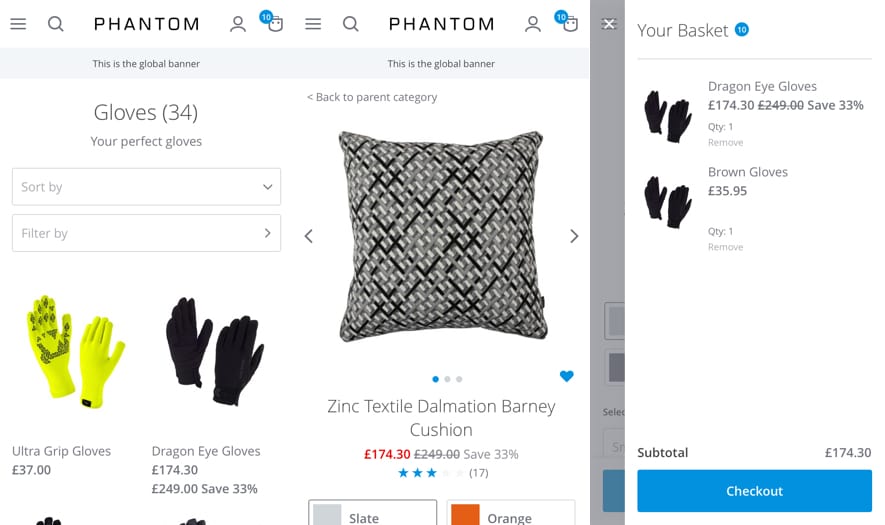 PHANTOM
10
This is the global banner
Gloves (34)
Your perfect gloves
Sort by
Filter by
Ultra Grip Gloves
£37.00
Dragon Eye Gloves
£174.30
£249.00 Save 33%
PHANTOM
10
This is the global banner
< Back to parent category
Zinc Textile Dalmation Barney
Cushion
£174.30 £249.00 Save 33%
(17)
Slate
Orange
Your Basket 10
Dragon Eye Gloves
£174.30 £249.00 Save 33%
Qty: 1
Remove
Brown Gloves
£35.95
Qty: 1
Remove
Subtotal £174.30
Checkout